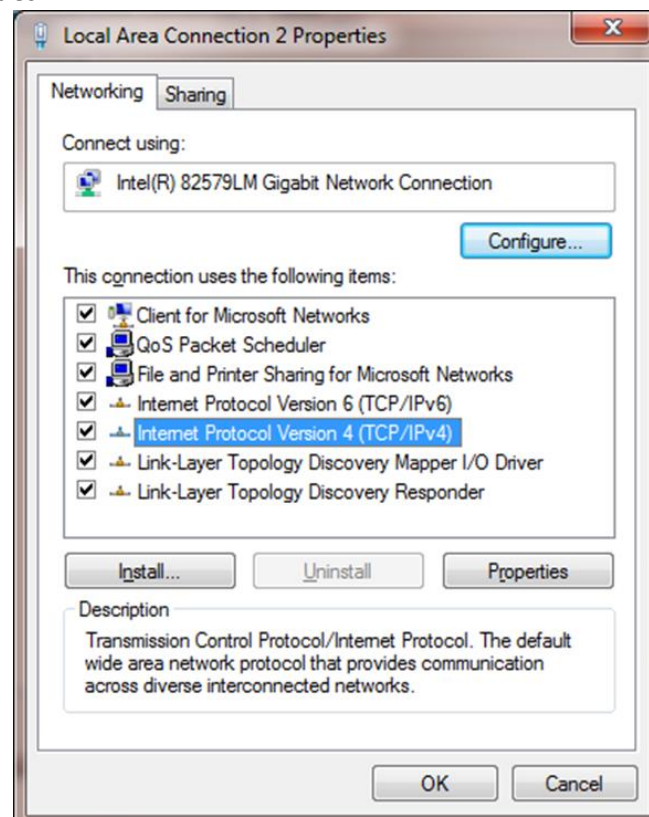 Local Area Connection 2 Properties
Networking
Sharing
Connect using:
Intel(R) 82579LM Gigabit Network Connection
Configure...
This connection uses the following items:
Client for Microsoft Networks
QoS Packet Scheduler
File and Printer Sharing for Microsoft Networks
Internet Protocol Version 6 (TCP/IPv6)
Internet Protocol Version 4 (TCP/IPv4)
Link-Layer Topology Discovery Mapper I/O Driver
Link-Layer Topology Discovery Responder
Install...
Uninstall
Properties
Description
Transmission Control Protocol/Internet Protocol. The default
wide area network protocol that provides communication
across diverse interconnected networks.
OK
Cancel